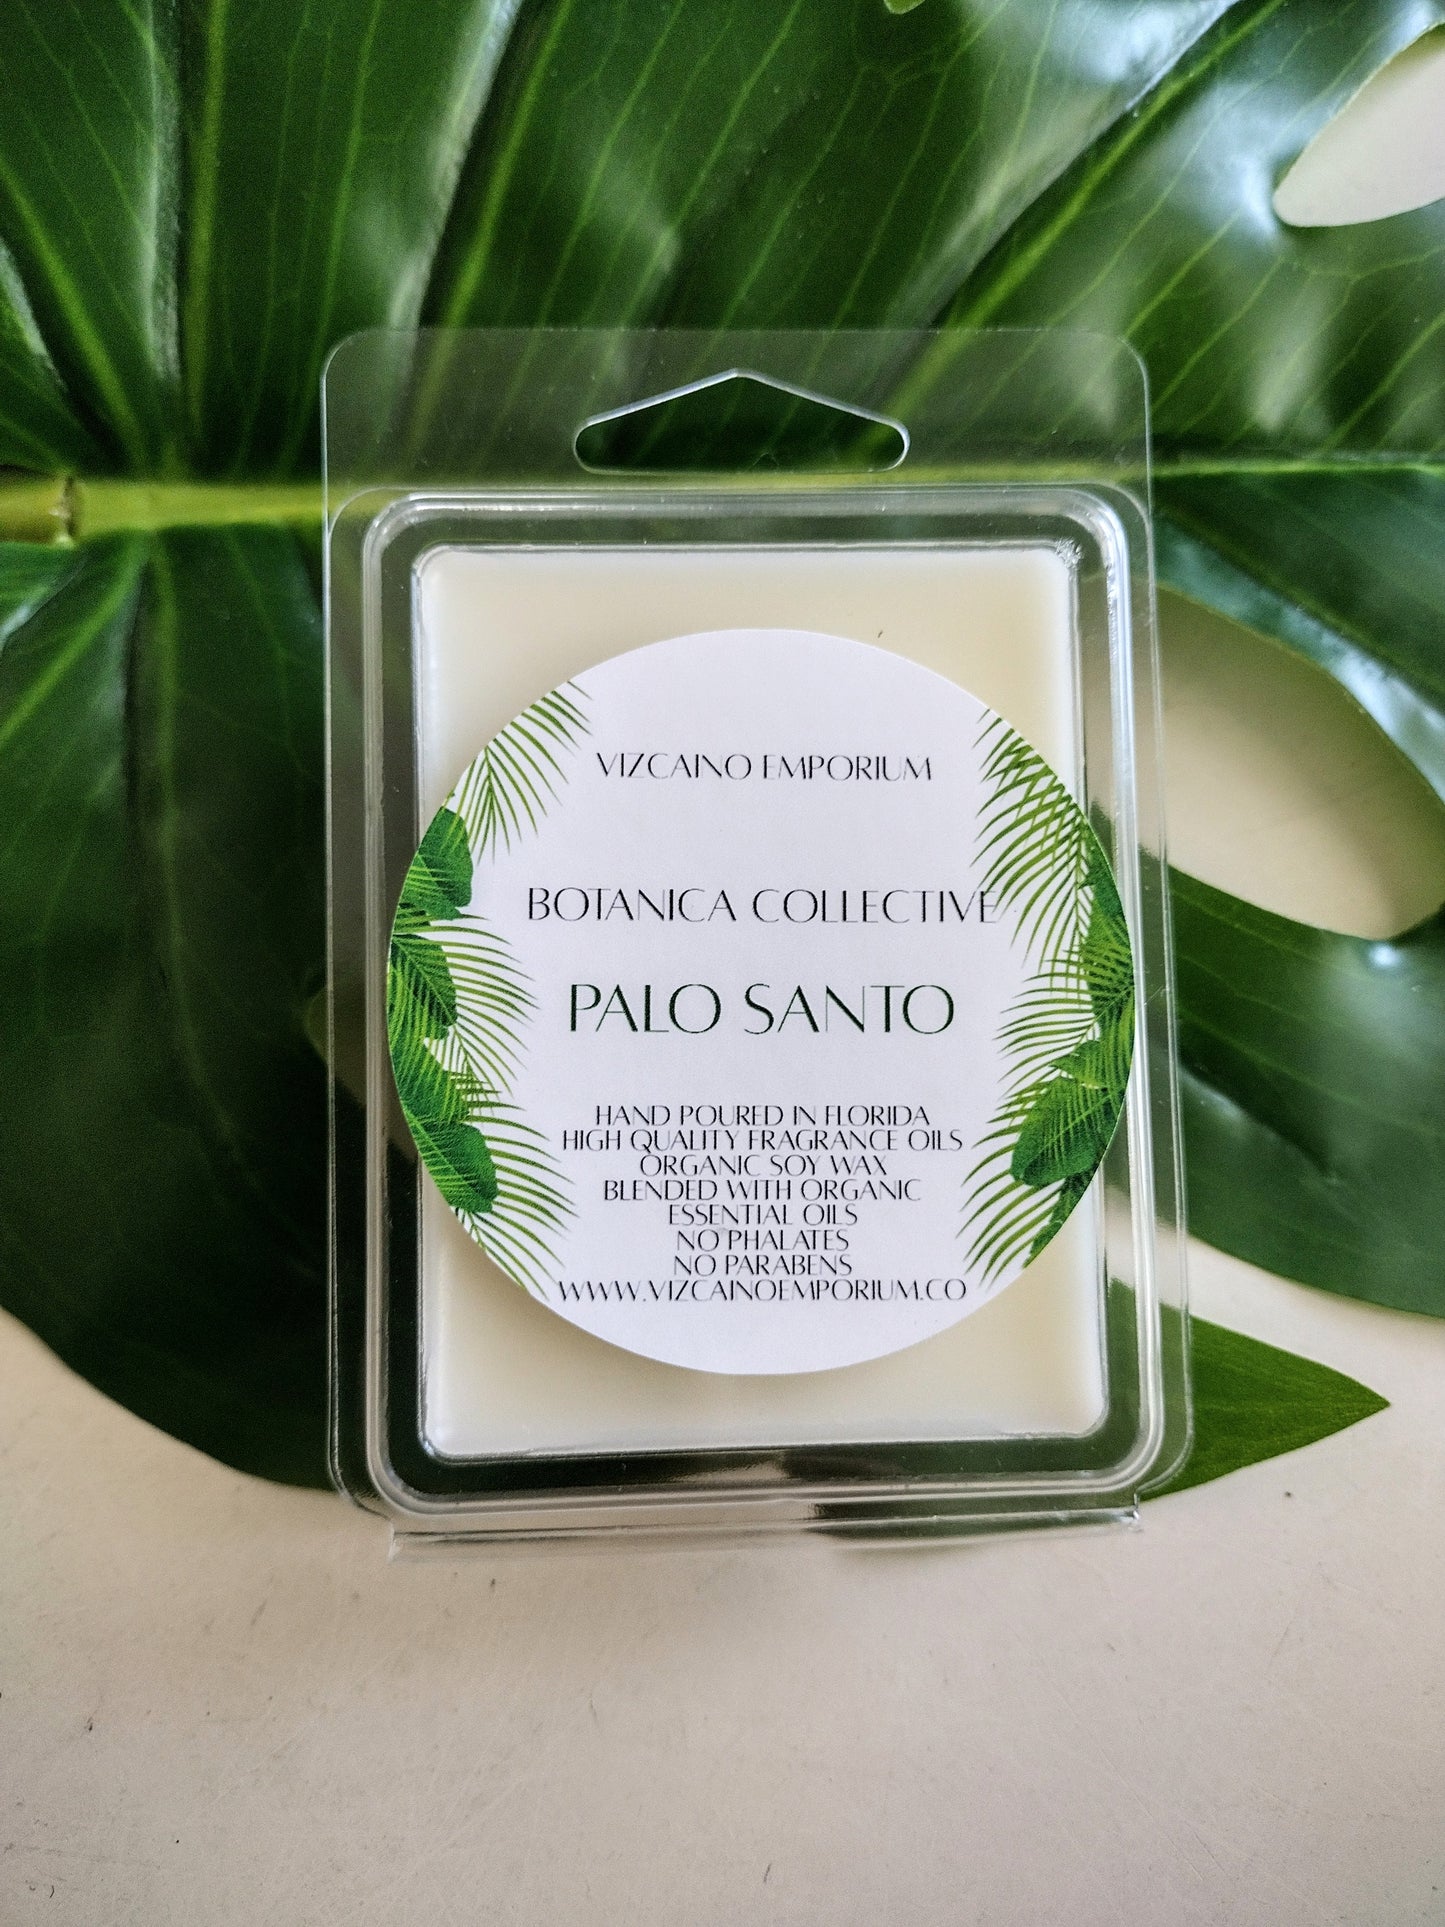 VIZCAINO EMPORIUM
BOTANICA COLLECTIVE
PALO SANTO
HAND POURED IN FLORIDA
HIGH QUALITY FRAGRANCE OILS
ORGANIC SOY WAX
BLENDED WITH ORGANIC
ESSENTIAL OILS
NO PHALATES
NO PARABENS
WWW.VIZCAINOEMPORIUM.CO